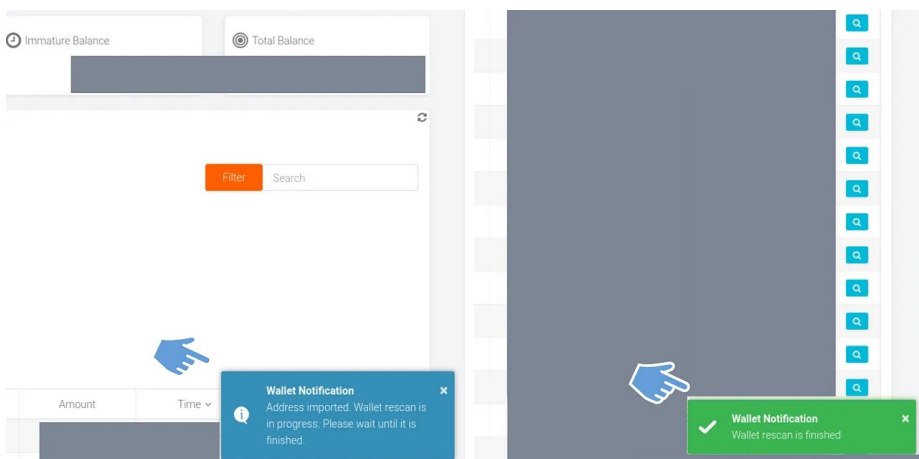 Immature Balance
Total Balance
Filter
Search
Amount
Time
Wallet Notification
Address imported. Wallet rescan is
in progress. Please wait until it is
finished.
Wallet Notification
Wallet rescan is finished